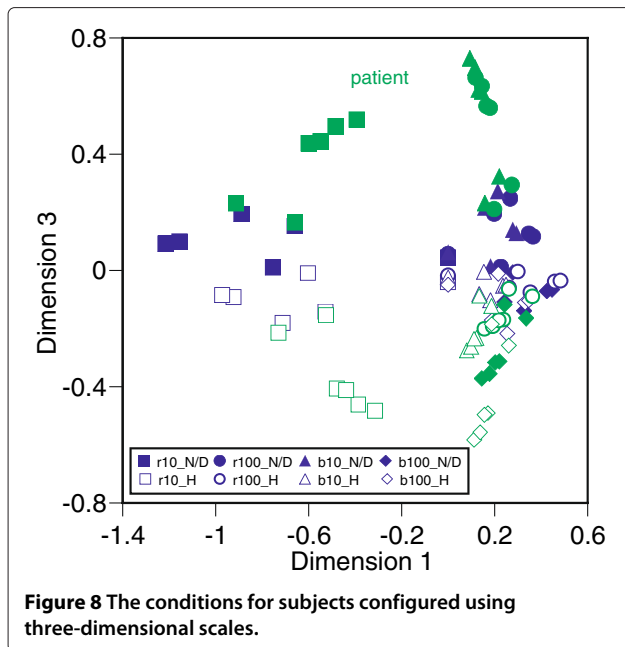 0.8
patient
0.4
0
-0.4
-0.8
Dimension 3
r10_N/D r100_N/D b10_N/D b100_N/D
r10_H r100_H b10_H b100_H
-1.4 -1 -0.6 -0.2 0.2 0.6
Dimension 1
Figure 8 The conditions for subjects configured using
three-dimensional scales.